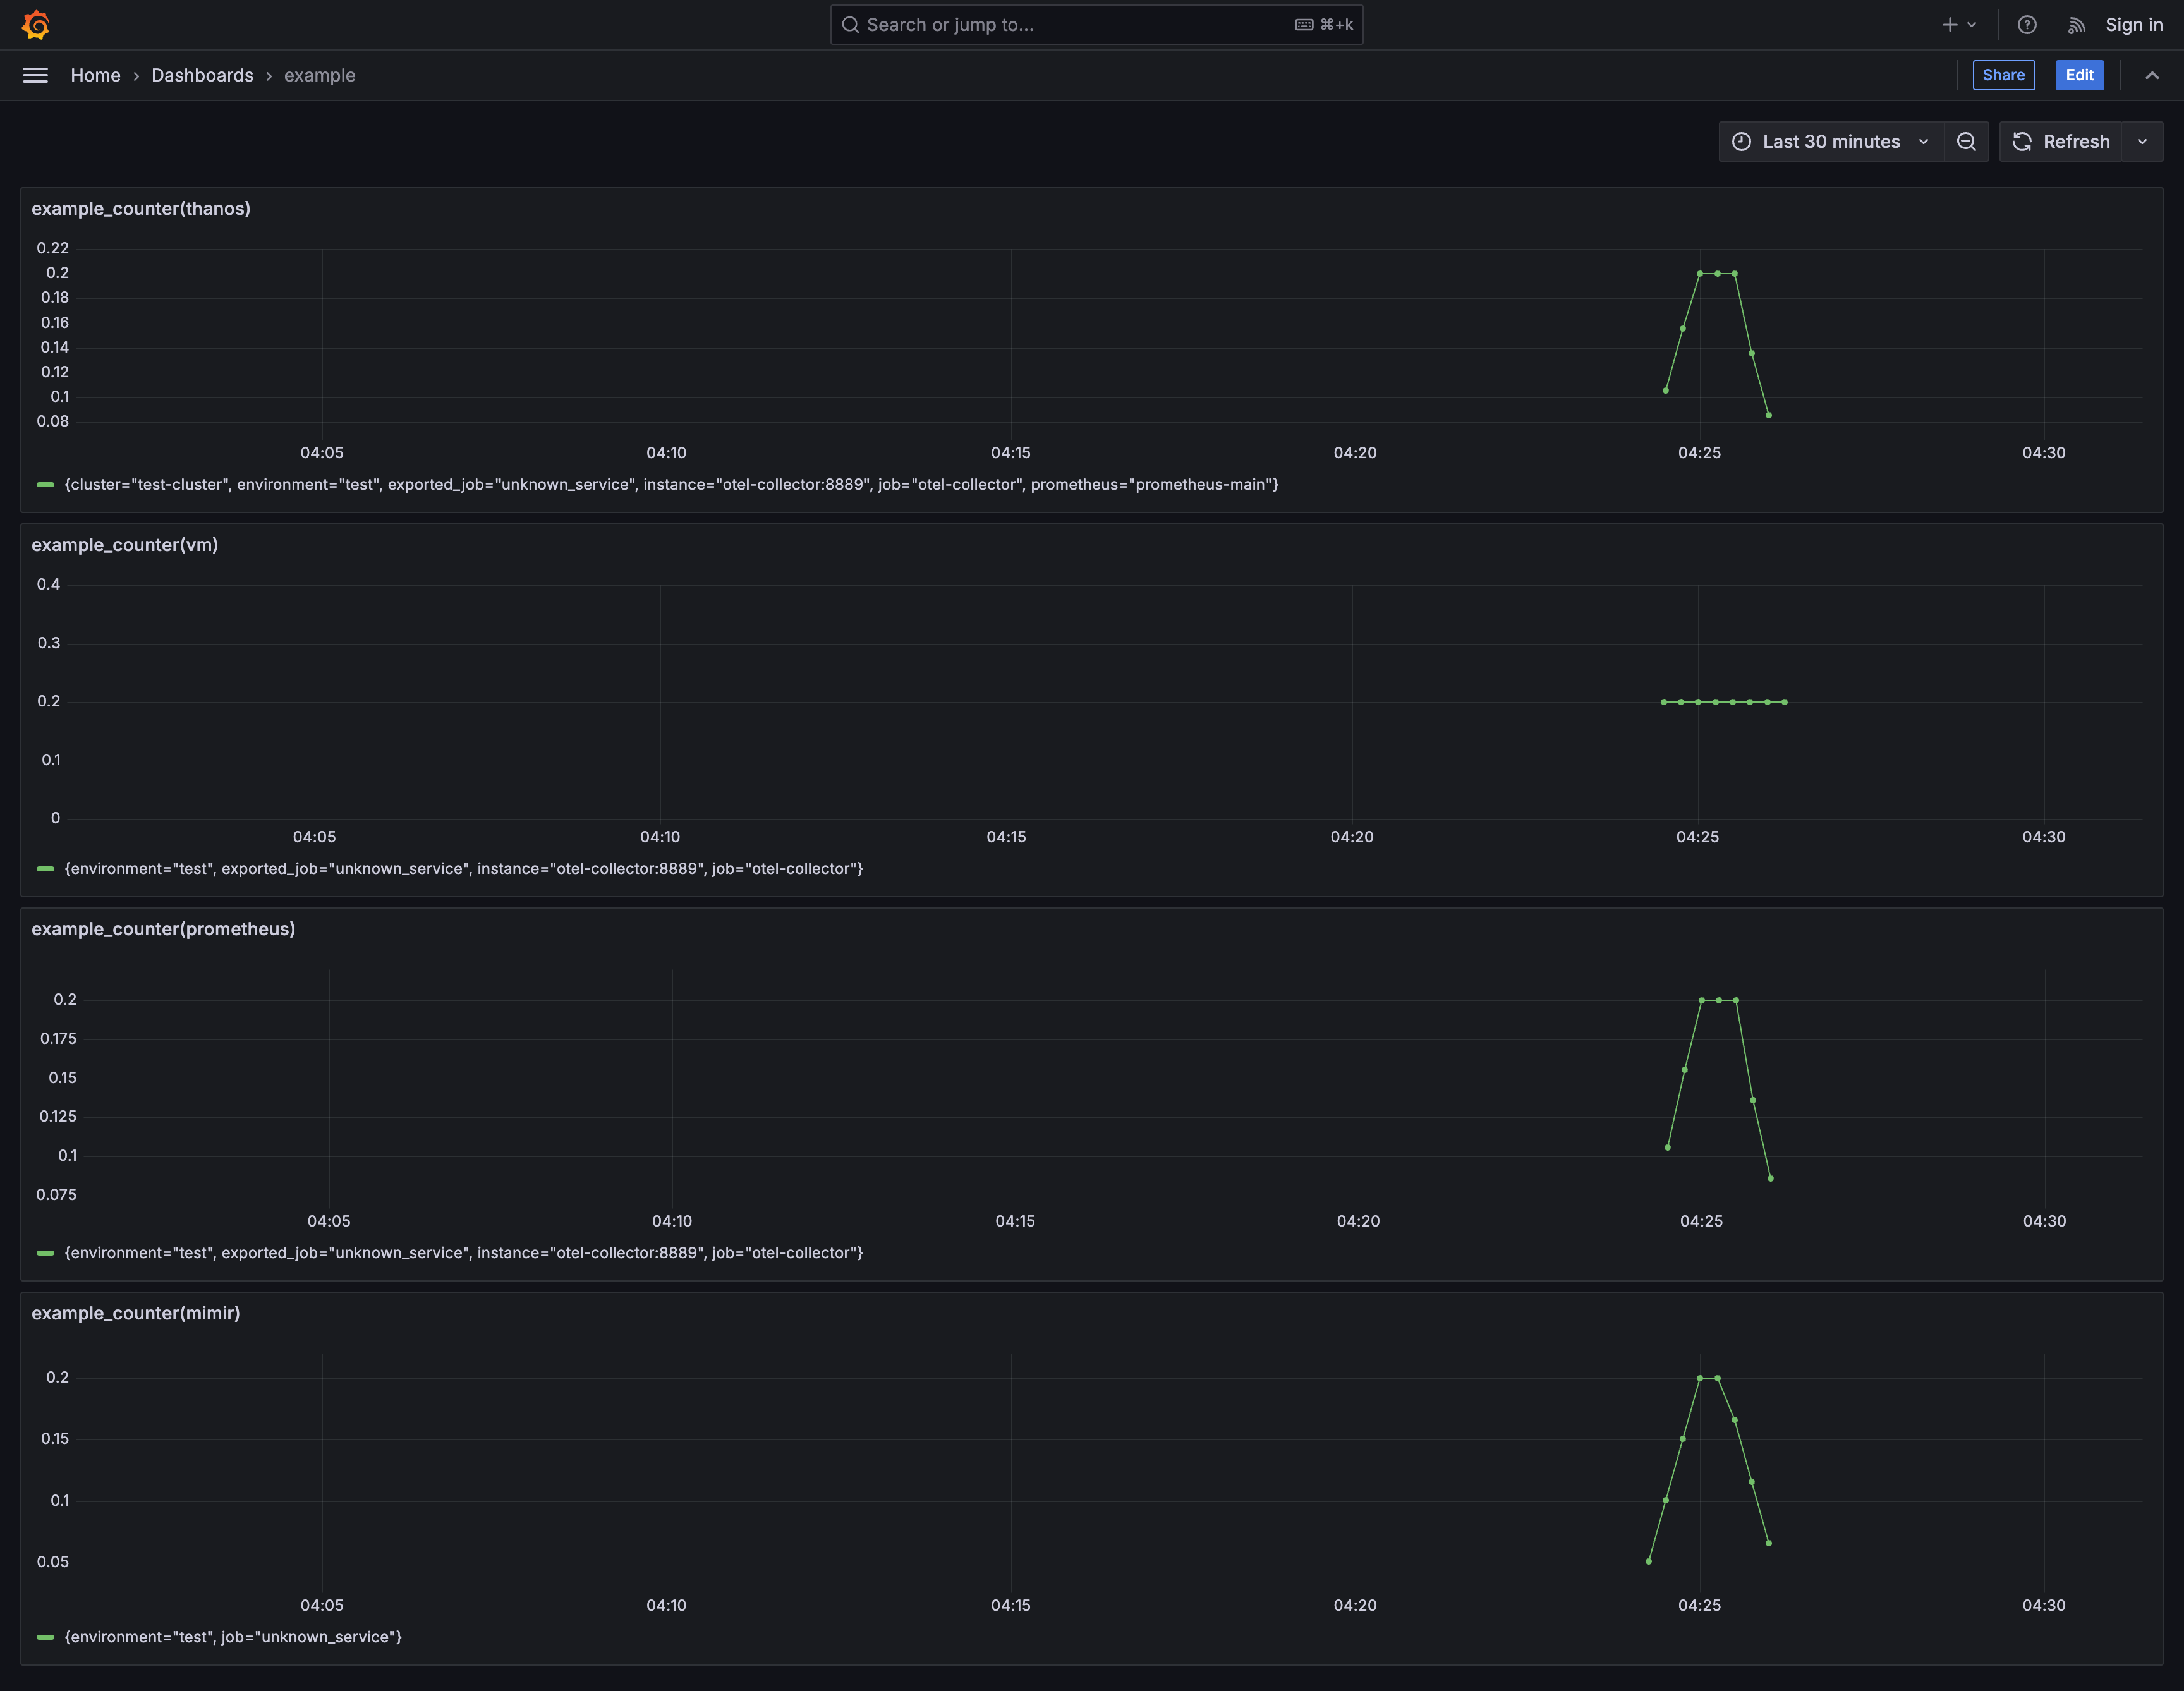 Search or jump to... ⌘+k Sign in
Home › Dashboards › example Share Edit
Last 30 minutes Refresh
example_counter(thanos)
0.22
0.2
0.18
0.16
0.14
0.12
0.1
0.08
04:05 04:10 04:15 04:20 04:25 04:30
{cluster="test-cluster", environment="test", exported_job="unknown_service", instance="otel-collector:8889", job="otel-collector", prometheus="prometheus-main"}
example_counter(vm)
0.4
0.3
0.2
0.1
0
04:05 04:10 04:15 04:20 04:25 04:30
{environment="test", exported_job="unknown_service", instance="otel-collector:8889", job="otel-collector"}
example_counter(prometheus)
0.2
0.175
0.15
0.125
0.1
0.075
04:05 04:10 04:15 04:20 04:25 04:30
{environment="test", exported_job="unknown_service", instance="otel-collector:8889", job="otel-collector"}
example_counter(mimir)
0.2
0.15
0.1
0.05
04:05 04:10 04:15 04:20 04:25 04:30
{environment="test", job="unknown_service"}